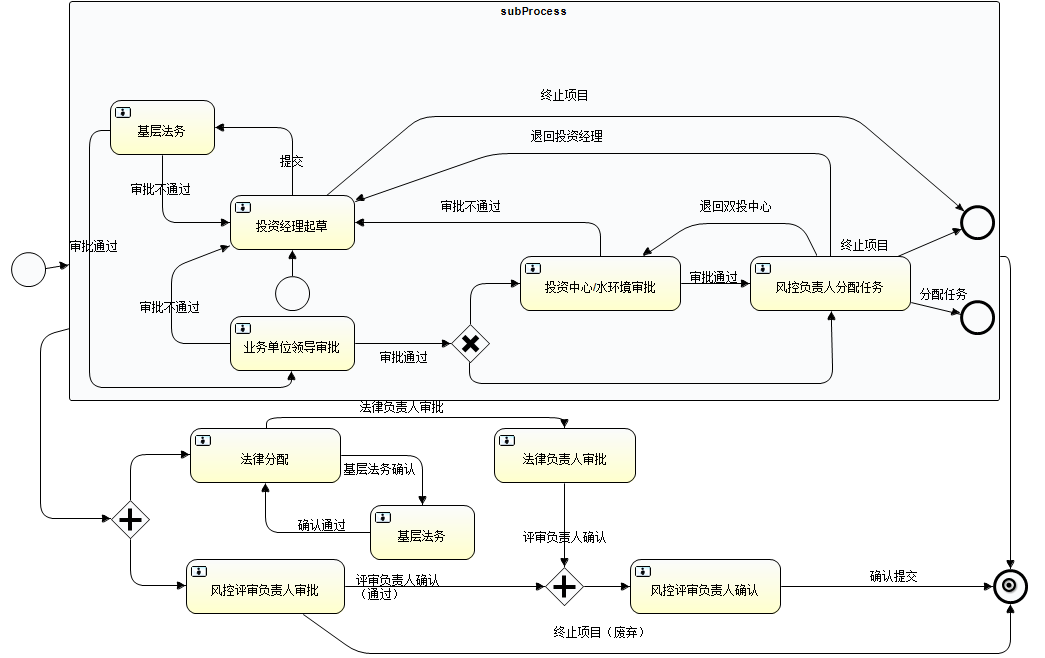 subProcess
终止项目
基层法务
退回投资经理
提交
审批不通过
审批不通过
退回双投中心
投资经理起草
审批通过
终止项目
审批通过
投资中心/水环境审批
风控负责人分配任务
分配任务
审批不通过
业务单位领导审批
审批通过
法律负责人审批
法律分配
基层法务确认
法律负责人审批
确认通过
基层法务
评审负责人确认
风控评审负责人审批
评审负责人确认
（通过）
风控评审负责人确认
确认提交
终止项目（废弃）